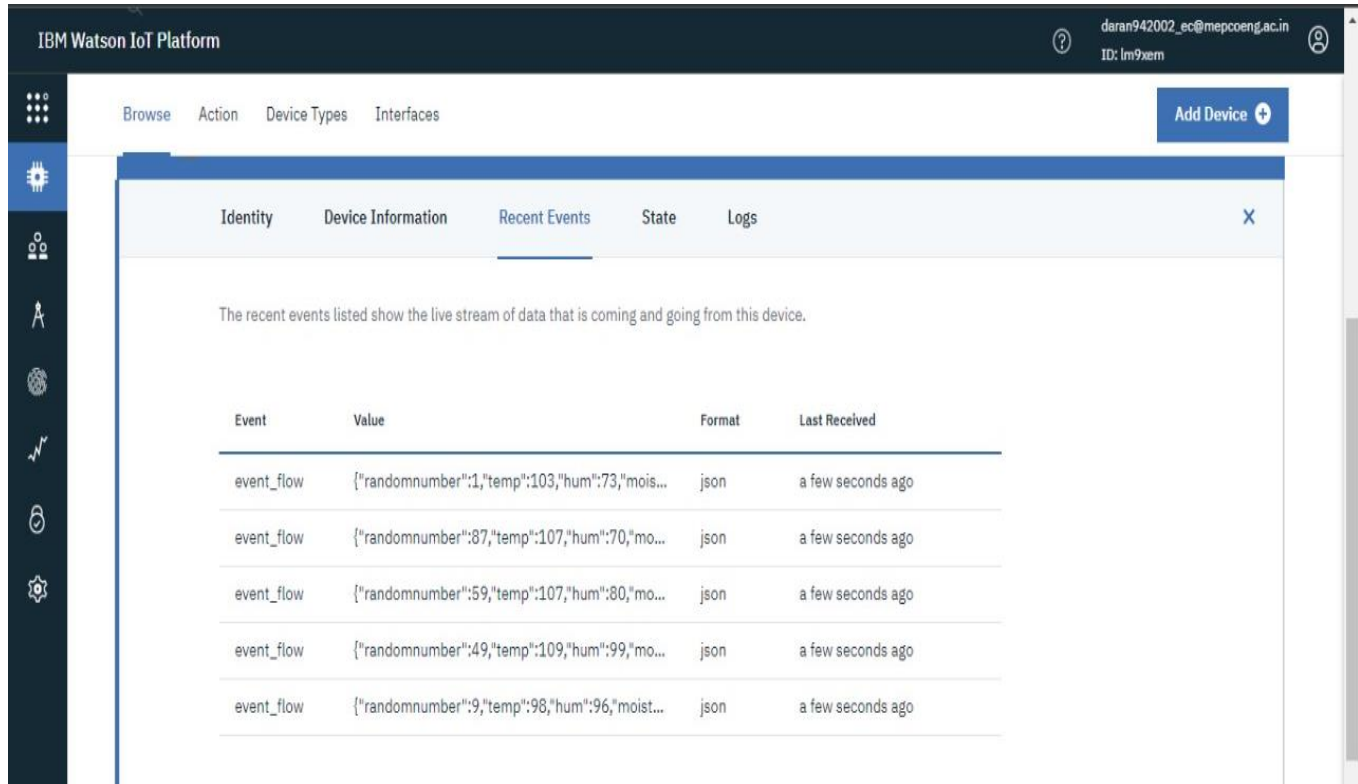 IBM Watson IoT Platform
daran942002_ec@mepcoeng.ac.in
ID: lm9xem
Browse Action Device Types Interfaces
Add Device
Identity Device Information Recent Events State Logs
The recent events listed show the live stream of data that is coming and going from this device.
Event Value Format Last Received
event_flow {"randomnumber":1,"temp":103,"hum":73,"mois... json a few seconds ago
event_flow {"randomnumber":87,"temp":107,"hum":70,"mo... json a few seconds ago
event_flow {"randomnumber":59,"temp":107,"hum":80,"mo... json a few seconds ago
event_flow {"randomnumber":49,"temp":109,"hum":99,"mo... json a few seconds ago
event_flow {"randomnumber":9,"temp":98,"hum":96,"moist... json a few seconds ago